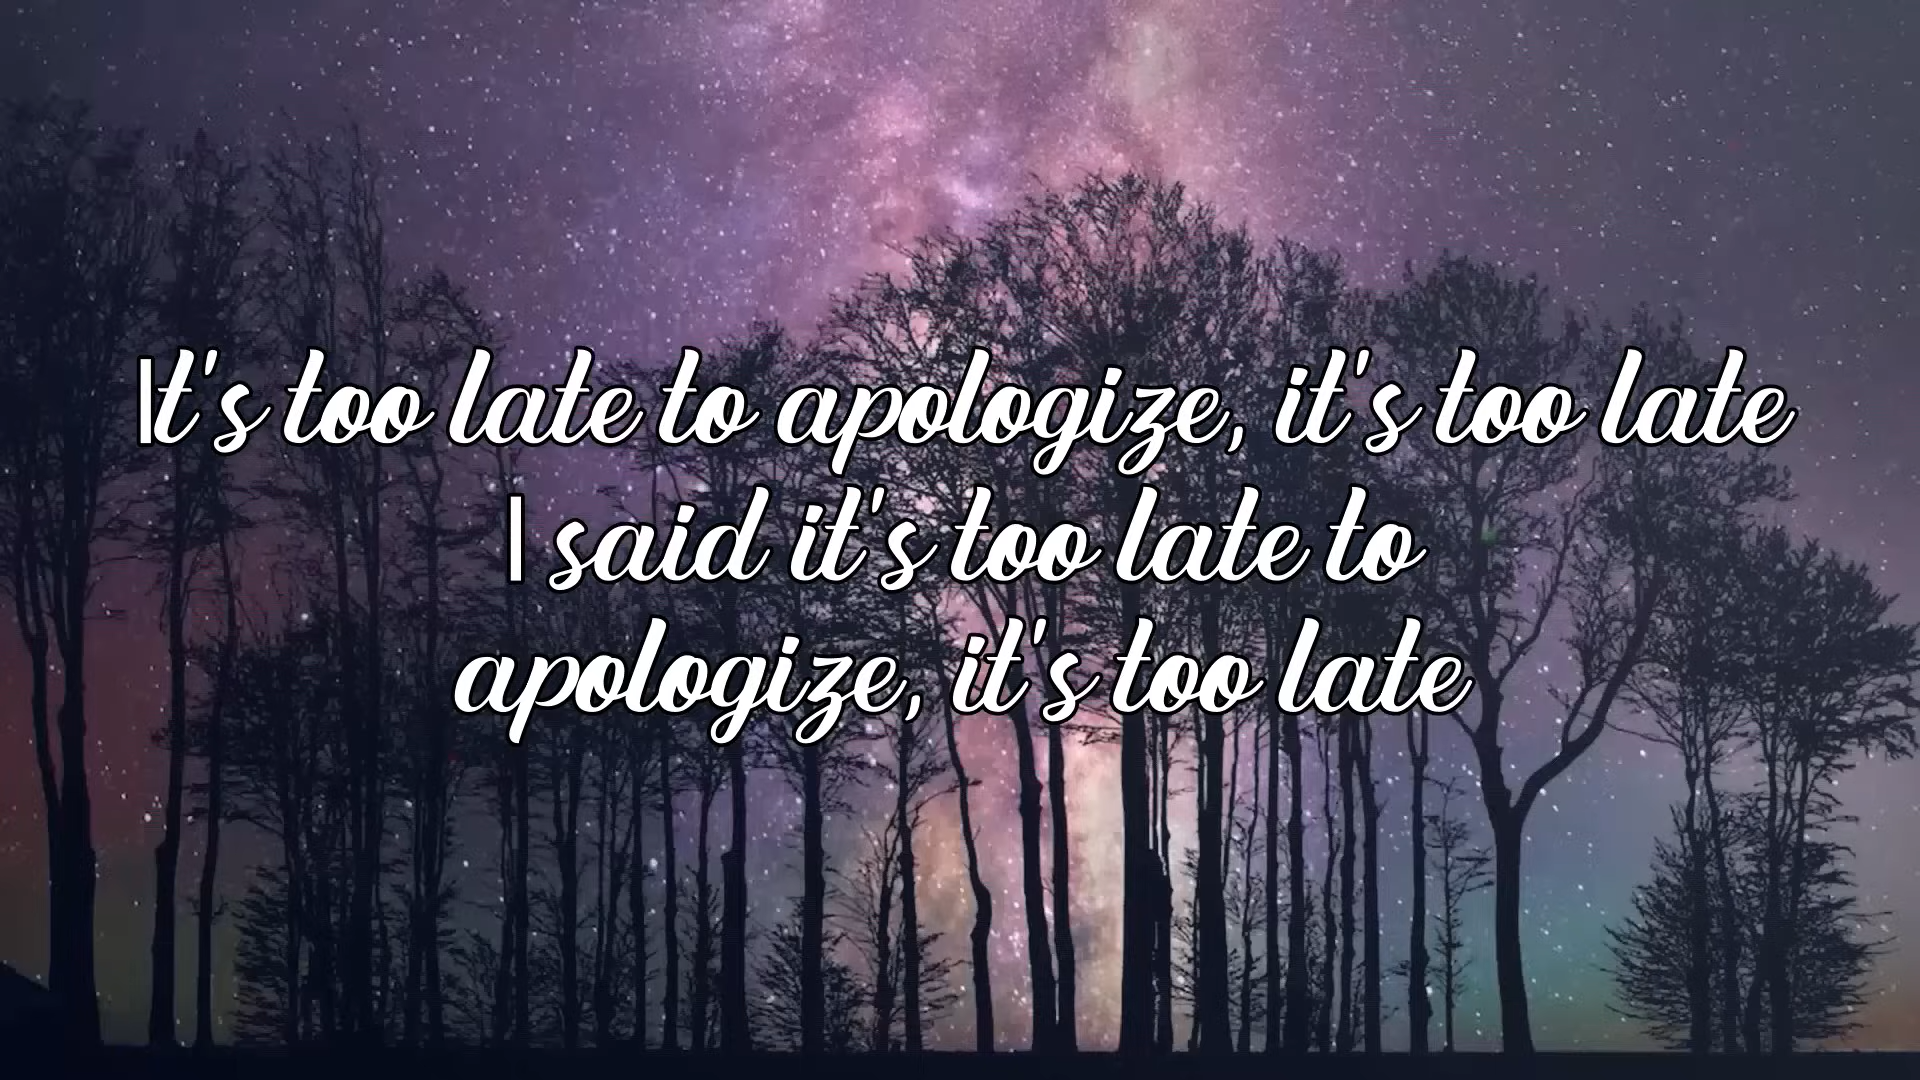 It's too late to apologize, it's too late
I said it's too late to
apologize, it's too late